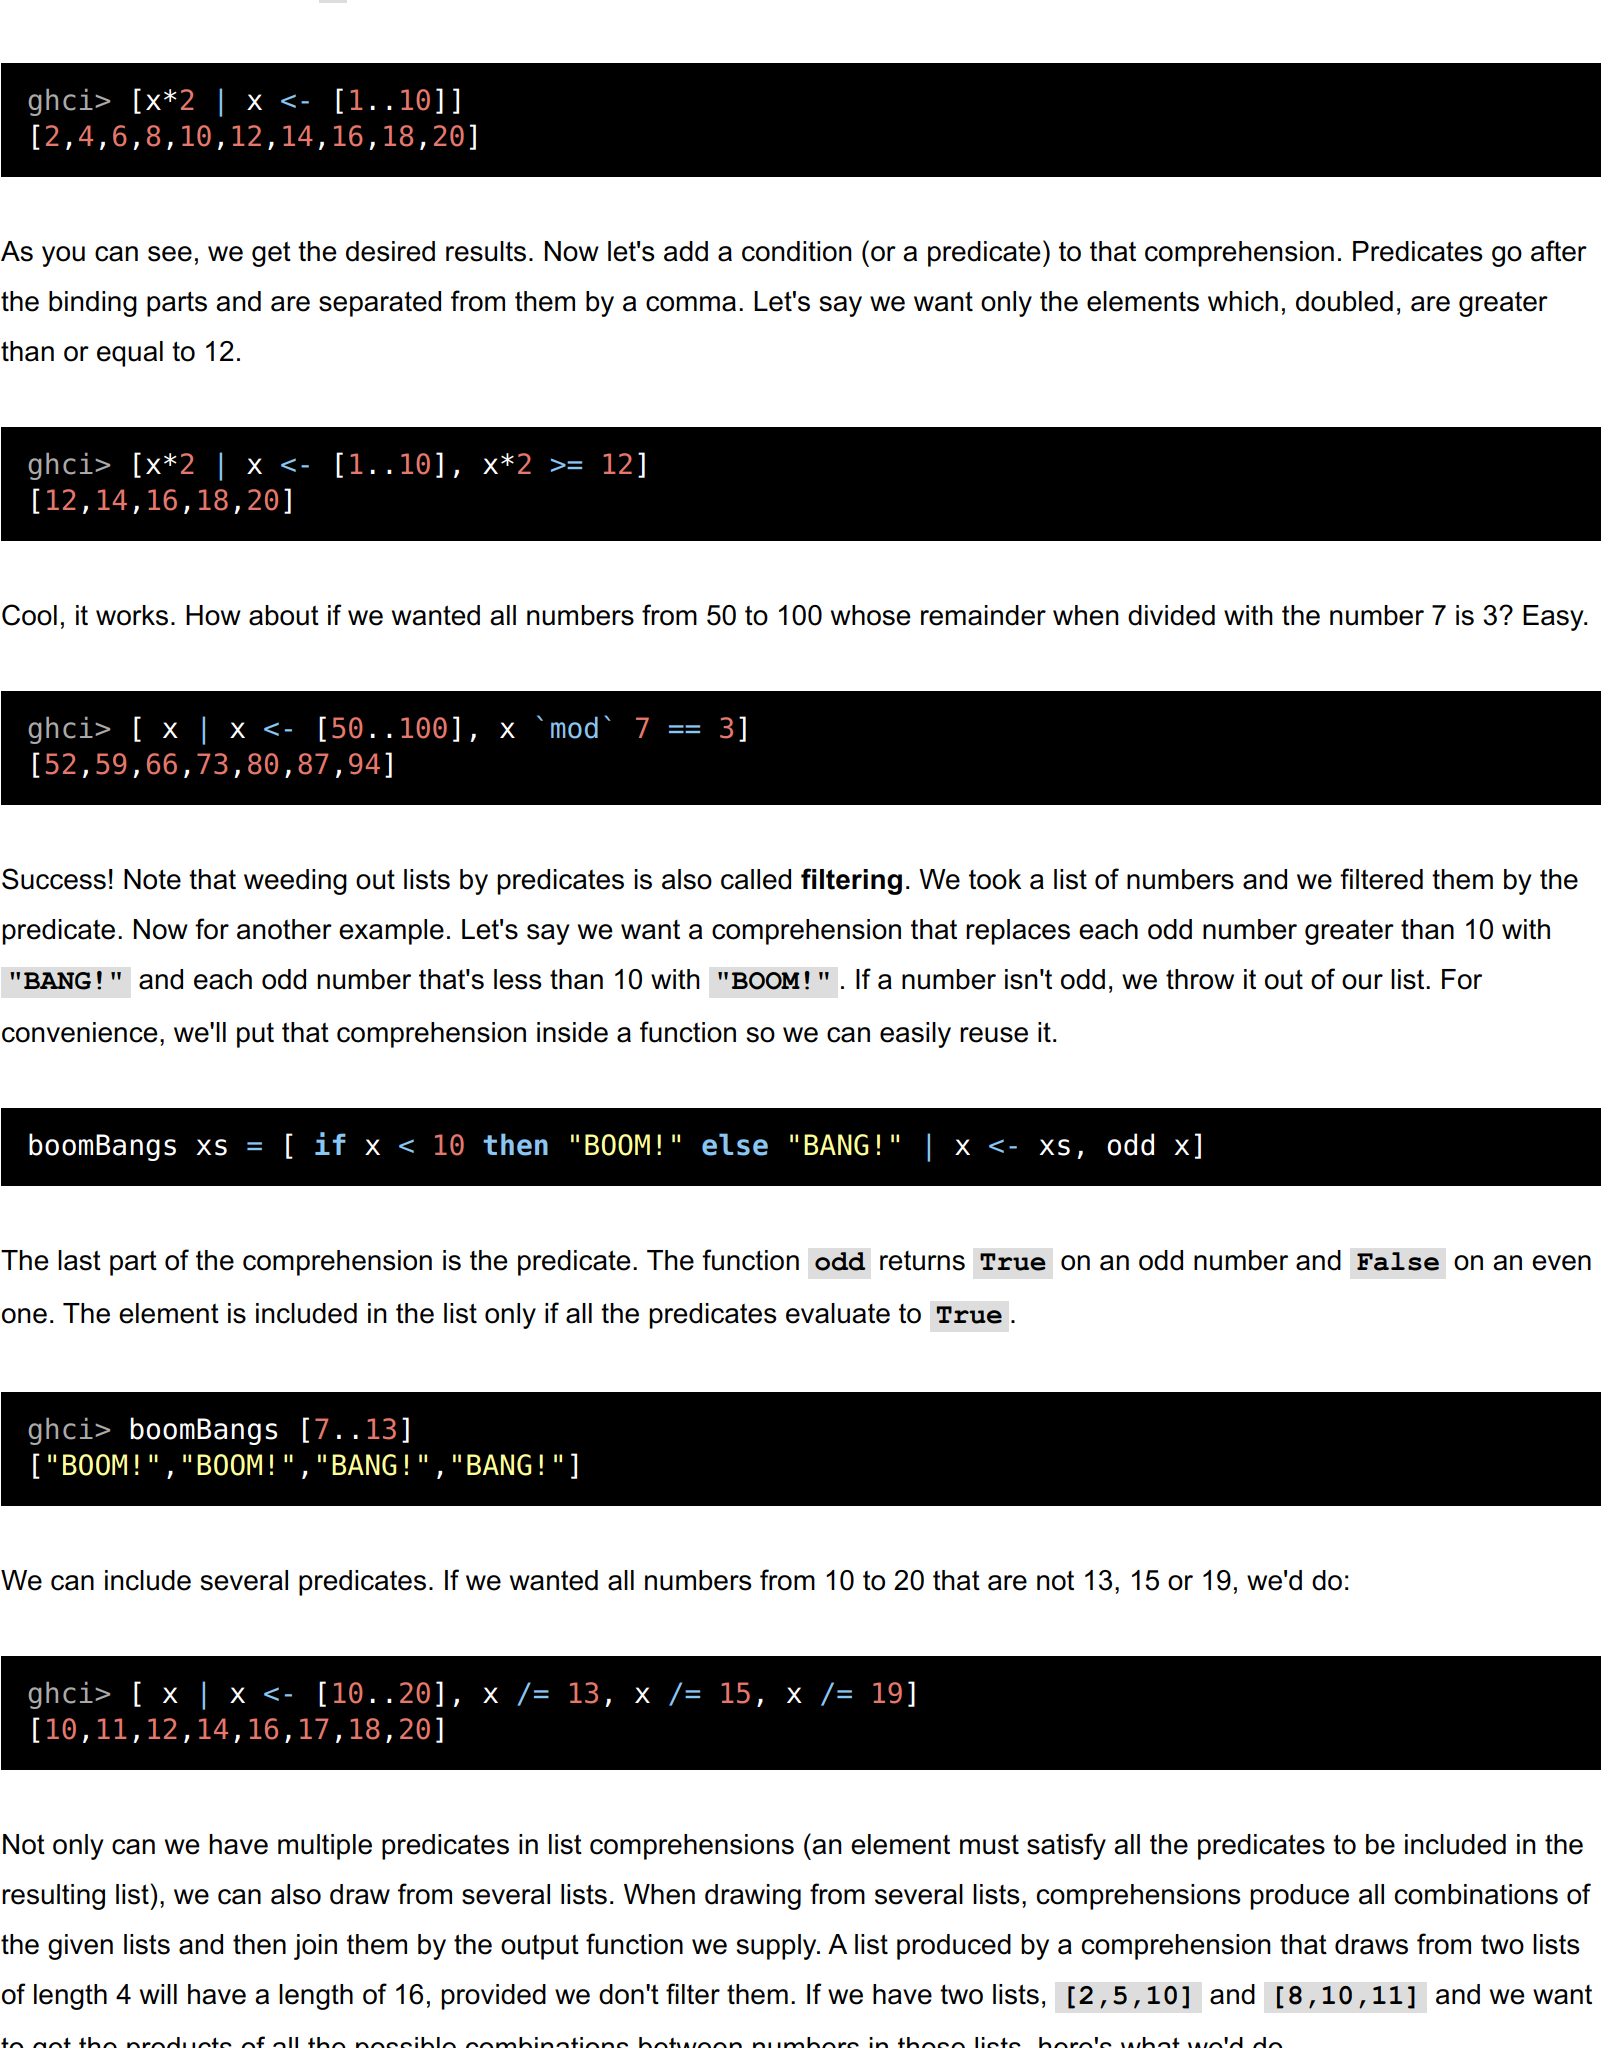 ghci> [x*2 | x <- [1..10]]
[2,4,6,8,10,12,14,16,18,20]
As you can see, we get the desired results. Now let's add a condition (or a predicate) to that comprehension. Predicates go after
the binding parts and are separated from them by a comma. Let's say we want only the elements which, doubled, are greater
than or equal to 12.
ghci> [x*2 | x <- [1..10], x*2 >= 12]
[12,14,16,18,20]
Cool, it works. How about if we wanted all numbers from 50 to 100 whose remainder when divided with the number 7 is 3? Easy.
ghci> [ x | x <- [50..100], x `mod` 7 == 3]
[52,59,66,73,80,87,94]
Success! Note that weeding out lists by predicates is also called filtering. We took a list of numbers and we filtered them by the
predicate. Now for another example. Let's say we want a comprehension that replaces each odd number greater than 10 with
"BANG!" and each odd number that's less than 10 with "BOOM!". If a number isn't odd, we throw it out of our list. For
convenience, we'll put that comprehension inside a function so we can easily reuse it.
boomBangs xs = [ if x < 10 then "BOOM!" else "BANG!" | x <- xs, odd x]
The last part of the comprehension is the predicate. The function odd returns True on an odd number and False on an even
one. The element is included in the list only if all the predicates evaluate to True.
ghci> boomBangs [7..13]
["BOOM!","BOOM!","BANG!","BANG!"]
We can include several predicates. If we wanted all numbers from 10 to 20 that are not 13, 15 or 19, we'd do:
ghci> [ x | x <- [10..20], x /= 13, x /= 15, x /= 19]
[10,11,12,14,16,17,18,20]
Not only can we have multiple predicates in list comprehensions (an element must satisfy all the predicates to be included in the
resulting list), we can also draw from several lists. When drawing from several lists, comprehensions produce all combinations of
the given lists and then join them by the output function we supply. A list produced by a comprehension that draws from two lists
of length 4 will have a length of 16, provided we don't filter them. If we have two lists, [2,5,10] and [8,10,11] and we want
to get the products of all the possible combinations between numbers in those lists, here's what we'd do.